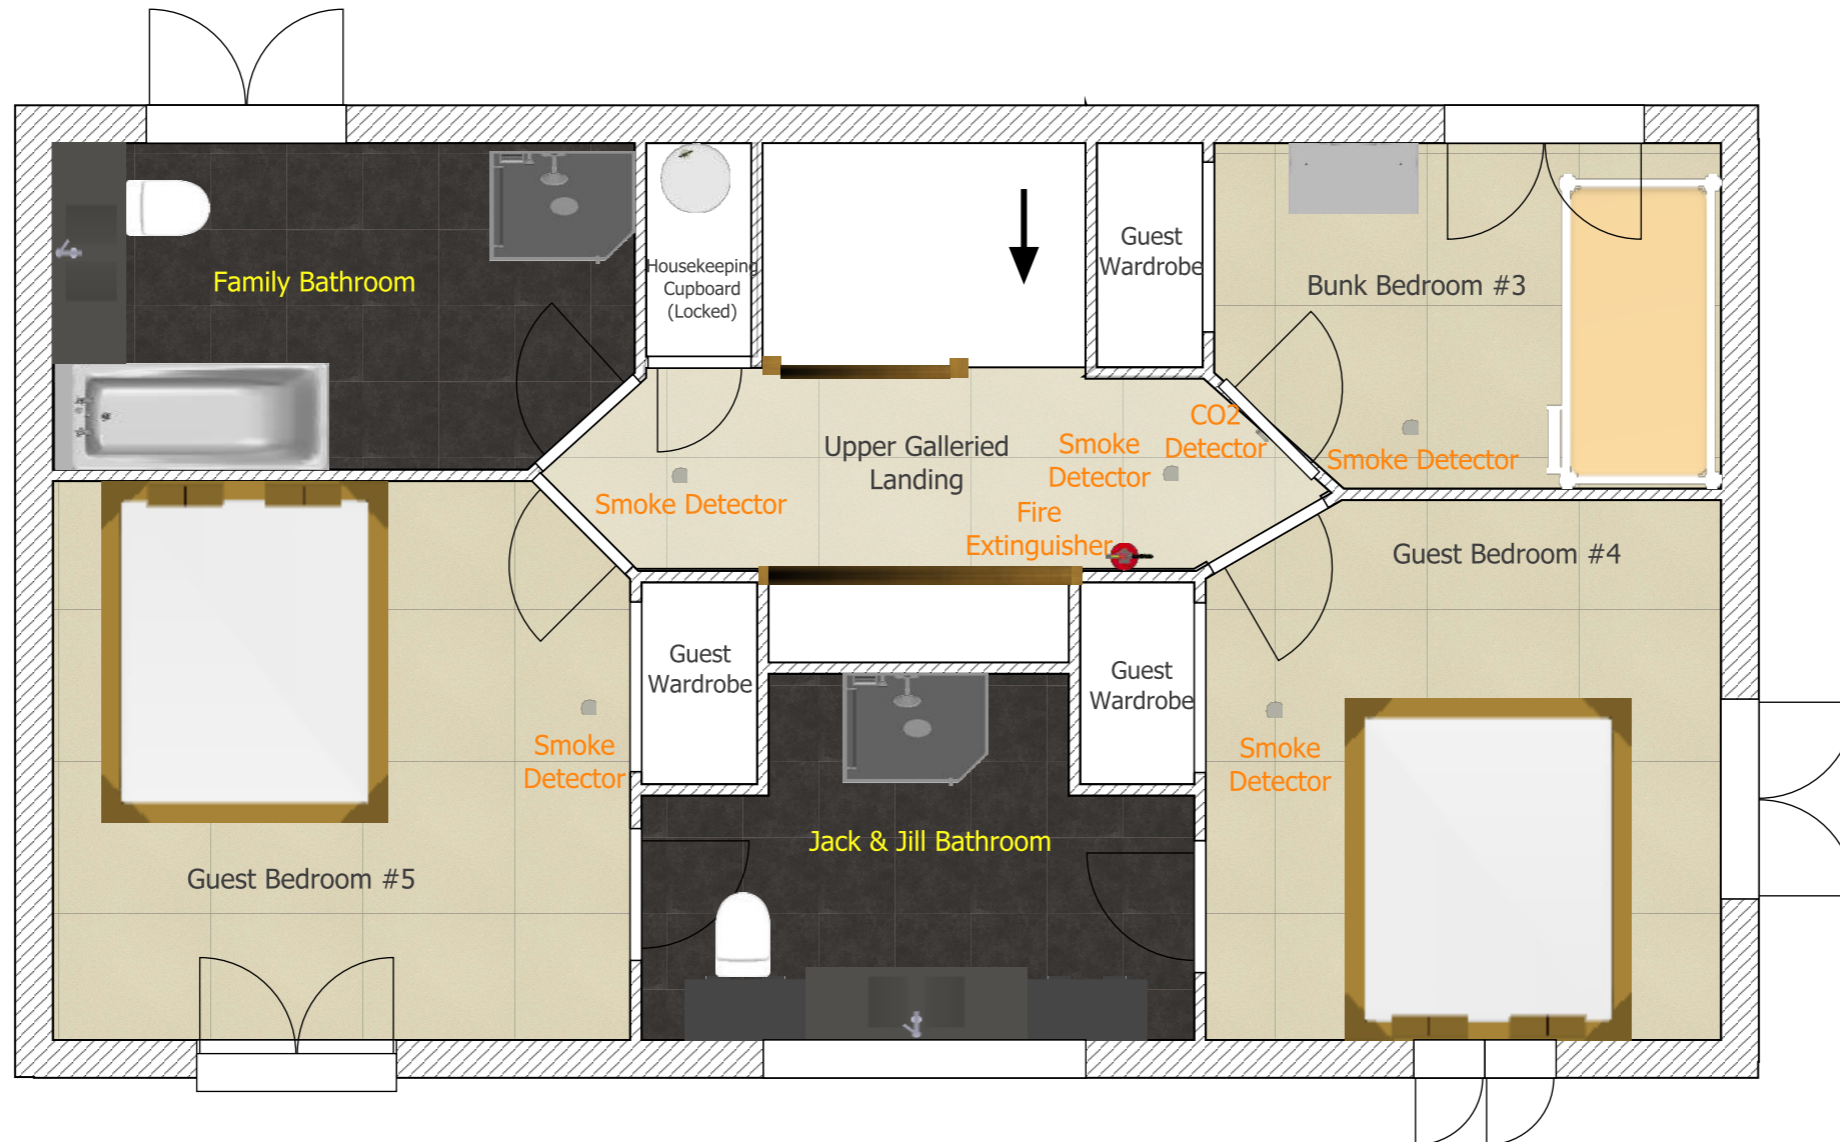 Family Bathroom
Housekeeping
Cupboard
(Locked)
Guest
Wardrobe
Bunk Bedroom #3
Upper Galleried
Landing
Smoke Detector
Smoke
Detector
CO2
Detector
Smoke Detector
Fire
Extinguisher
Guest Bedroom #4
Guest
Wardrobe
Guest
Wardrobe
Smoke
Detector
Smoke
Detector
Jack & Jill Bathroom
Guest Bedroom #5